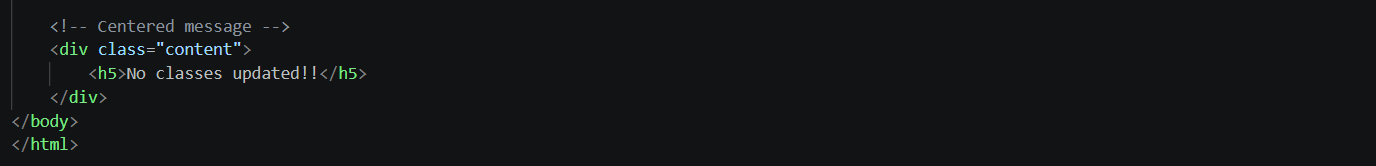 <!-- Centered message -->
<div class="content">
<h5>No classes updated!!</h5>
</div>
</body>
</html>